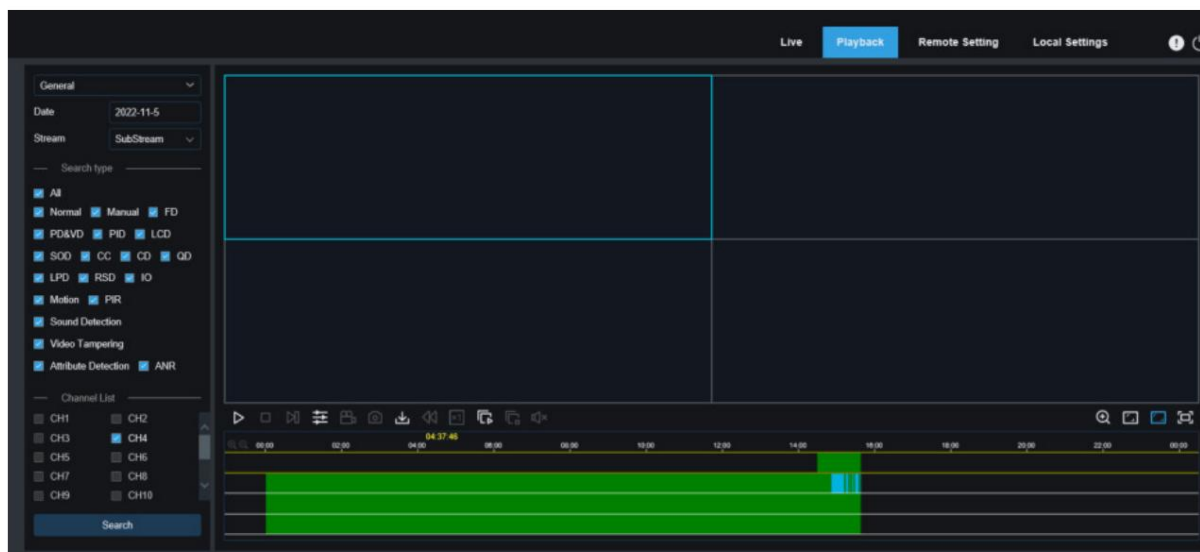 Live Playback Remote Setting Local Settings
General
Date 2022-11-5
Stream SubStream
Search type
All
Normal Manual FD
PD&VD PID LCD
SOD CC CD QD
LPD RSD IO
Motion PIR
Sound Detection
Video Tampering
Attribute Detection ANR
Channel List
CH1 CH2
CH3 CH4
CH5 CH6
CH7 CH8
CH9 CH10
Search
04:37:46
00:00 02:00 04:00 06:00 08:00 10:00 12:00 14:00 16:00 18:00 20:00 22:00 00:00